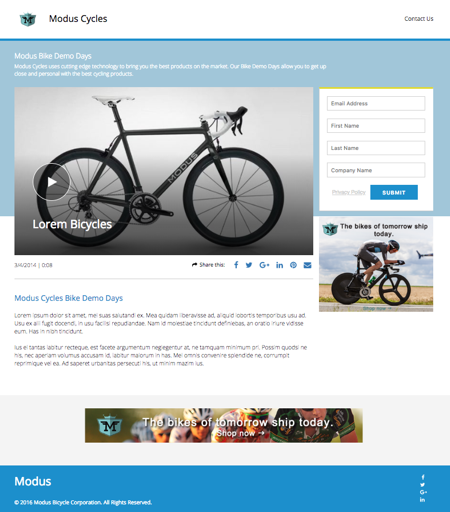 M
Modus Cycles
Contact Us
Modus Bike Demo Days
Modus Cycles uses cutting edge technology to bring you the best products on the market. Our Bike Demo Days allow you to get up
close and personal with the best cycling products.
MODUS
Lorem Bicycles
Email Address
First Name
Last Name
Company Name
Privacy Policy
SUBMIT
3/4/2014 | 0:08
Share this:
M
The bikes of tomorrow ship
today.
Modus Cycles Bike Demo Days
Lorem ipsum dolor sit amet, mei suas salutandi ex. Mea quidam liberavisse ad, aliquid lobortis temporibus usu ad.
Usu ex alii fugit docendi, in usu facilisi repudiandae. Nam id molestiae tincidunt definiebas, an oratio iriure vidisse
eum. Has in nibh tincidunt.
Ius ei tantas labitur recteque, est facete argumentum neglegentur at, ne tamquam minimum pri. Possim quodsi ne
his, nec aperiam volumus accusam id, labitur malorum in has. Mei omnis convenire splendide ne, corrumpit
reprimique vel ea. Ad saperet urbanitas persecuti his, ut minim mazim ius.
M
The bikes of tomorrow ship today.
Shop now →
Modus
© 2016 Modus Bicycle Corporation. All Rights Reserved.